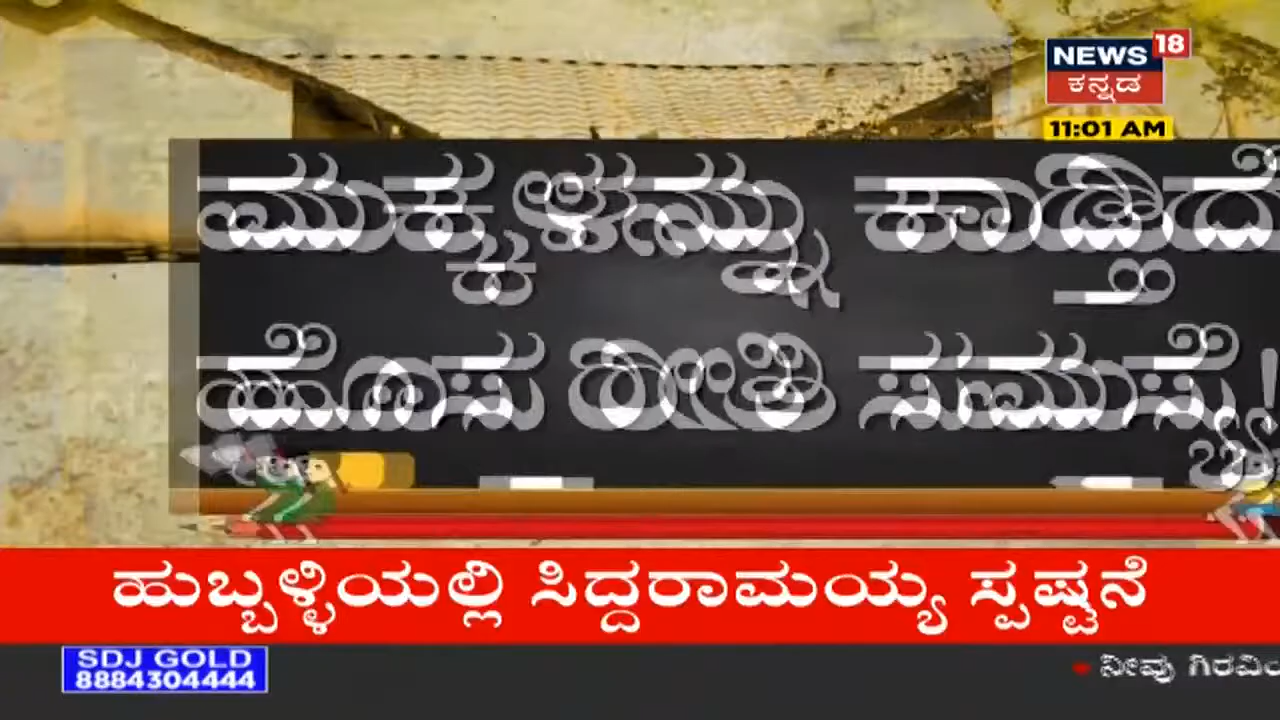 NEWS 18
ಕನ್ನಡ
11:01 AM
ಮಕ್ಕಳನ್ನು ಕಾಡ್ತಿದೆ
ಹೊಸ ರೀತಿ ಸಮಸ್ಯೆ!
ಹುಬ್ಬಳ್ಳಿಯಲ್ಲಿ ಸಿದ್ದರಾಮಯ್ಯ ಸ್ಪಷ್ಟನೆ
SDJ GOLD
8884304444
ನೀವು